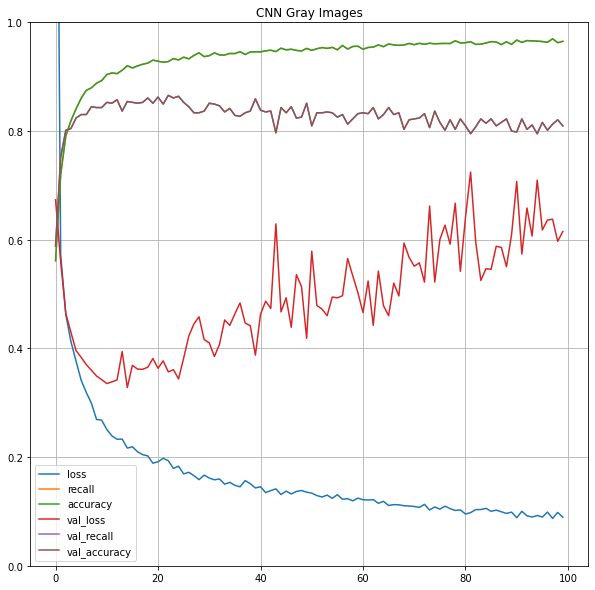 CNN Gray Images
1.0
0.8
0.6
0.4
0.2
0.0
loss
recall
accuracy
val_loss
val_recall
val_accuracy
0 20 40 60 80 100